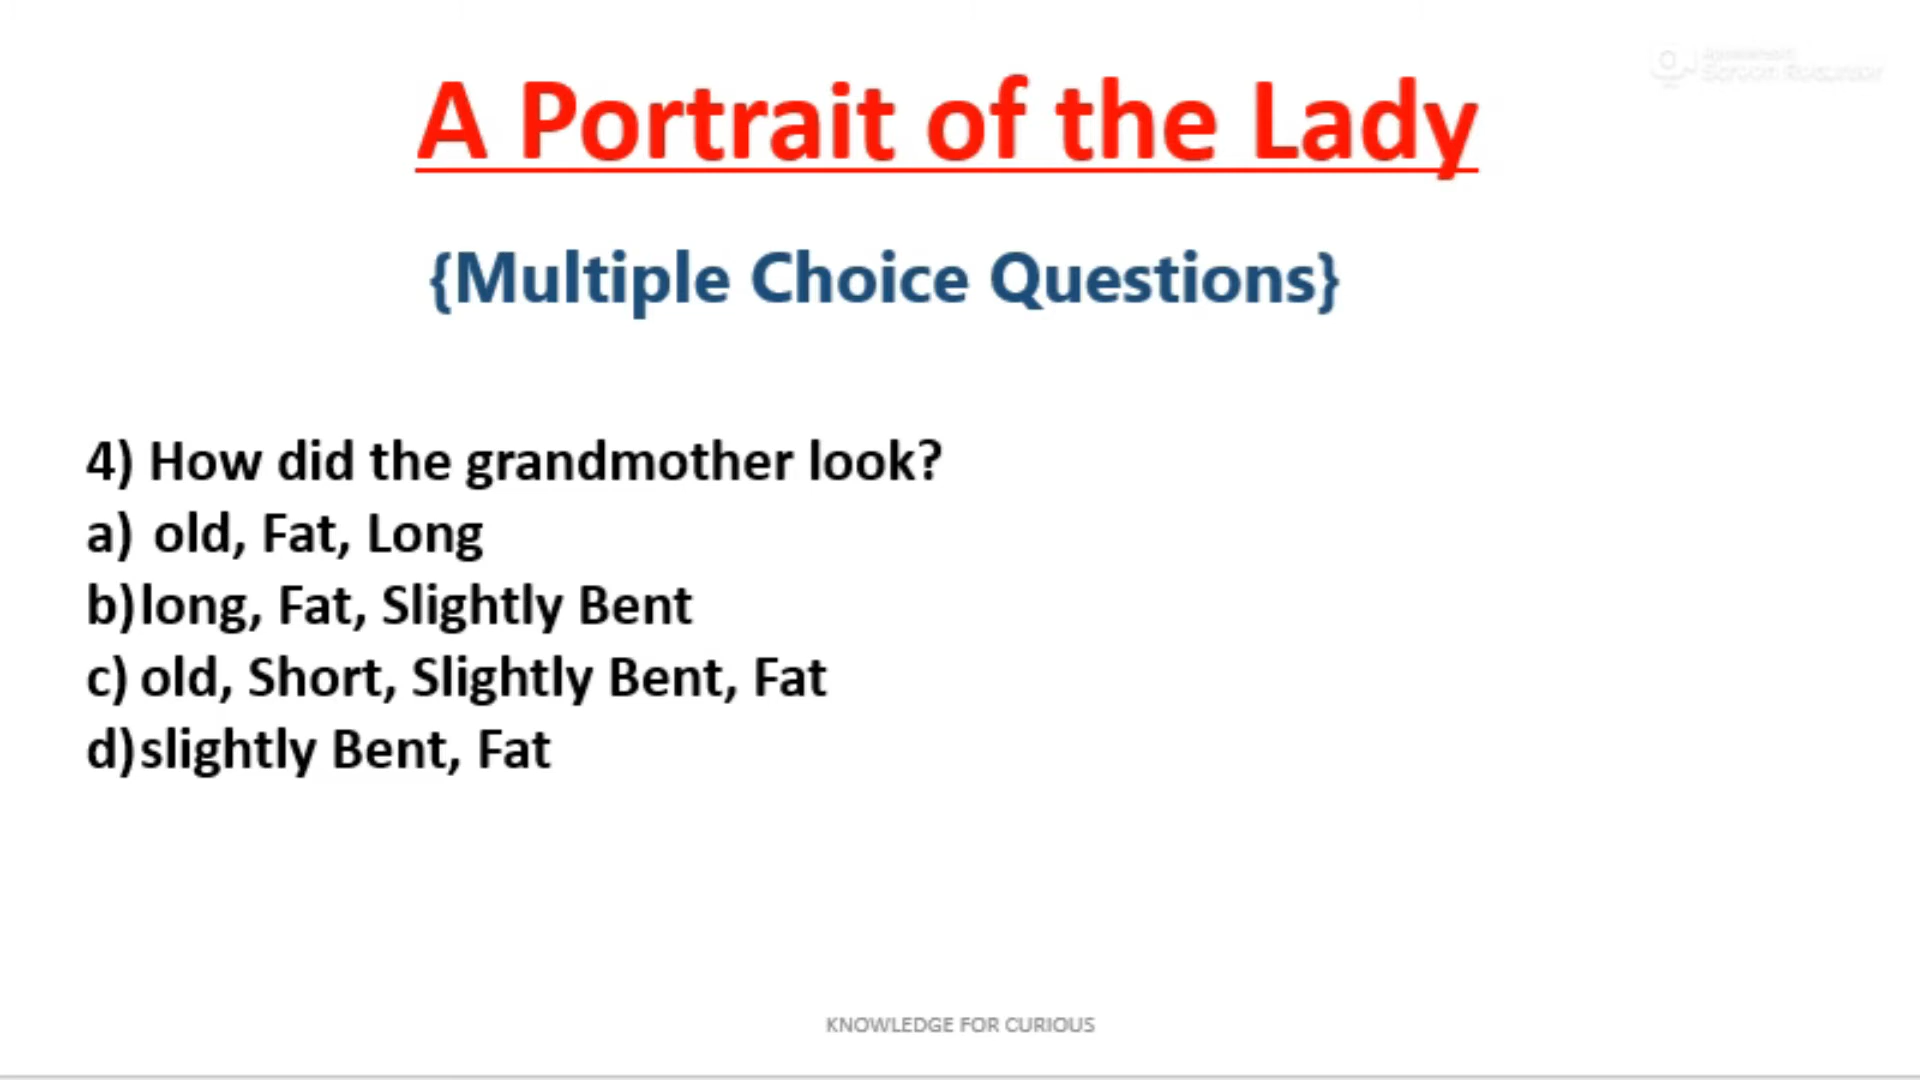 A Portrait of the Lady
{Multiple Choice Questions}
4) How did the grandmother look?
a) old, Fat, Long
b)long, Fat, Slightly Bent
c) old, Short, Slightly Bent, Fat
d)slightly Bent, Fat
KNOWLEDGE FOR CURIOUS